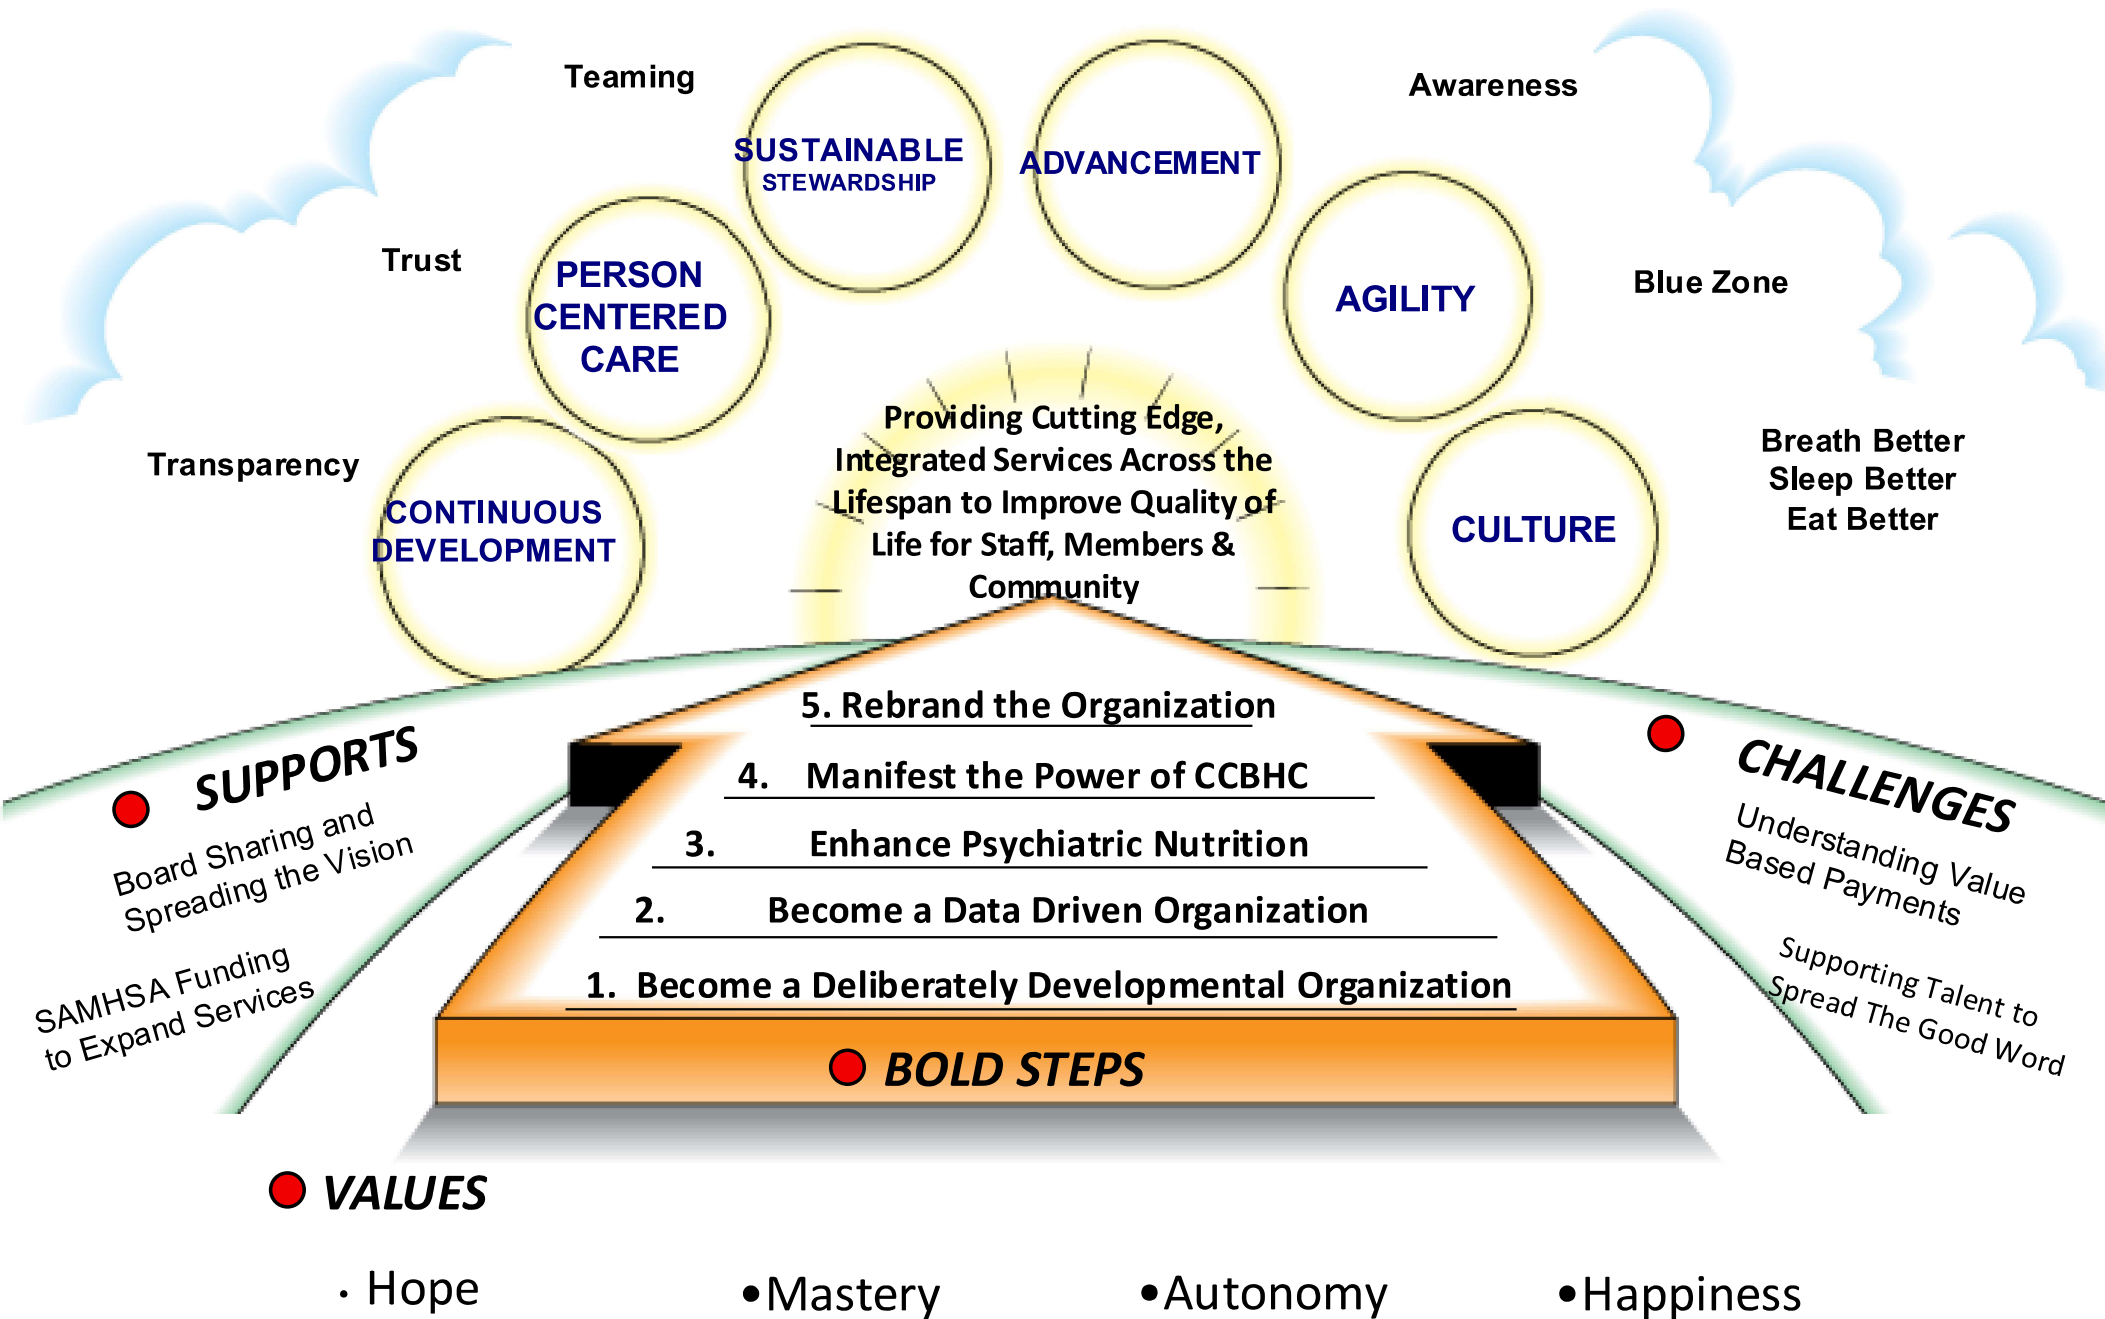 Teaming
Awareness
SUSTAINABLE
STEWARDSHIP
ADVANCEMENT
Trust
PERSON
CENTERED
CARE
AGILITY
Blue Zone
Transparency
CONTINUOUS
DEVELOPMENT
Providing Cutting Edge,
Integrated Services Across the
Lifespan to Improve Quality of
Life for Staff, Members &
Community
CULTURE
Breath Better
Sleep Better
Eat Better
SUPPORTS
Board Sharing and
Spreading the Vision
SAMHSA Funding
to Expand Services
5. Rebrand the Organization
4. Manifest the Power of CCBHC
3. Enhance Psychiatric Nutrition
2. Become a Data Driven Organization
1. Become a Deliberately Developmental Organization
BOLD STEPS
CHALLENGES
Understanding Value
Based Payments
Supporting Talent to
Spread The Good Word
VALUES
· Hope
•Mastery
•Autonomy
•Happiness